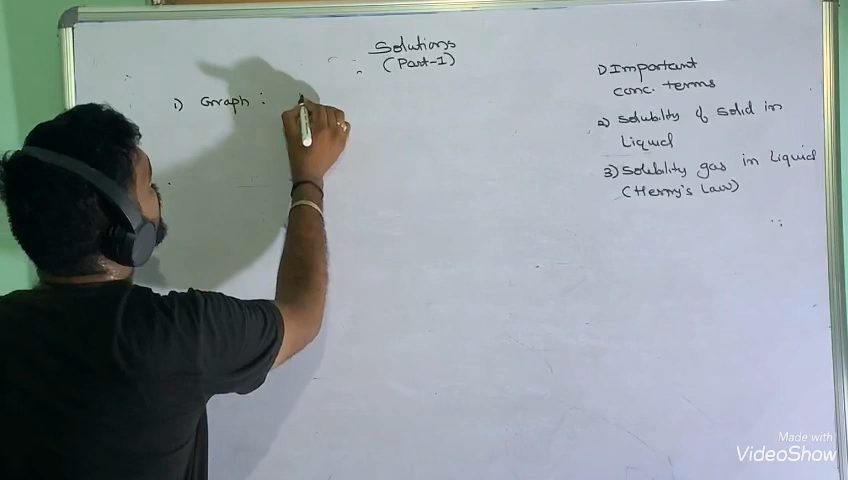 Solutions
(Part-1)
1) Graph :
1) Important
conc. terms
2) Solubility of Solid in
Liquid
3) Solubility gas in Liquid
(Henry's Law)
Made with
VideoShow